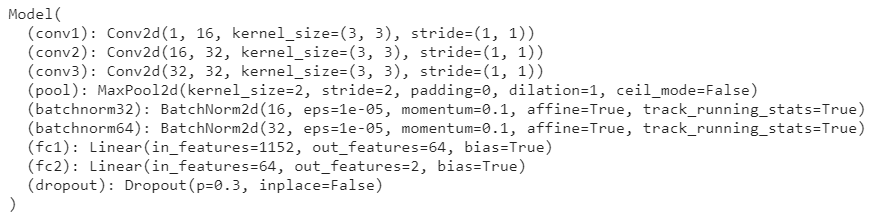 Model(
  (conv1): Conv2d(1, 16, kernel_size=(3, 3), stride=(1, 1))
  (conv2): Conv2d(16, 32, kernel_size=(3, 3), stride=(1, 1))
  (conv3): Conv2d(32, 32, kernel_size=(3, 3), stride=(1, 1))
  (pool): MaxPool2d(kernel_size=2, stride=2, padding=0, dilation=1, ceil_mode=False)
  (batchnorm32): BatchNorm2d(16, eps=1e-05, momentum=0.1, affine=True, track_running_stats=True)
  (batchnorm64): BatchNorm2d(32, eps=1e-05, momentum=0.1, affine=True, track_running_stats=True)
  (fc1): Linear(in_features=1152, out_features=64, bias=True)
  (fc2): Linear(in_features=64, out_features=2, bias=True)
  (dropout): Dropout(p=0.3, inplace=False)
)